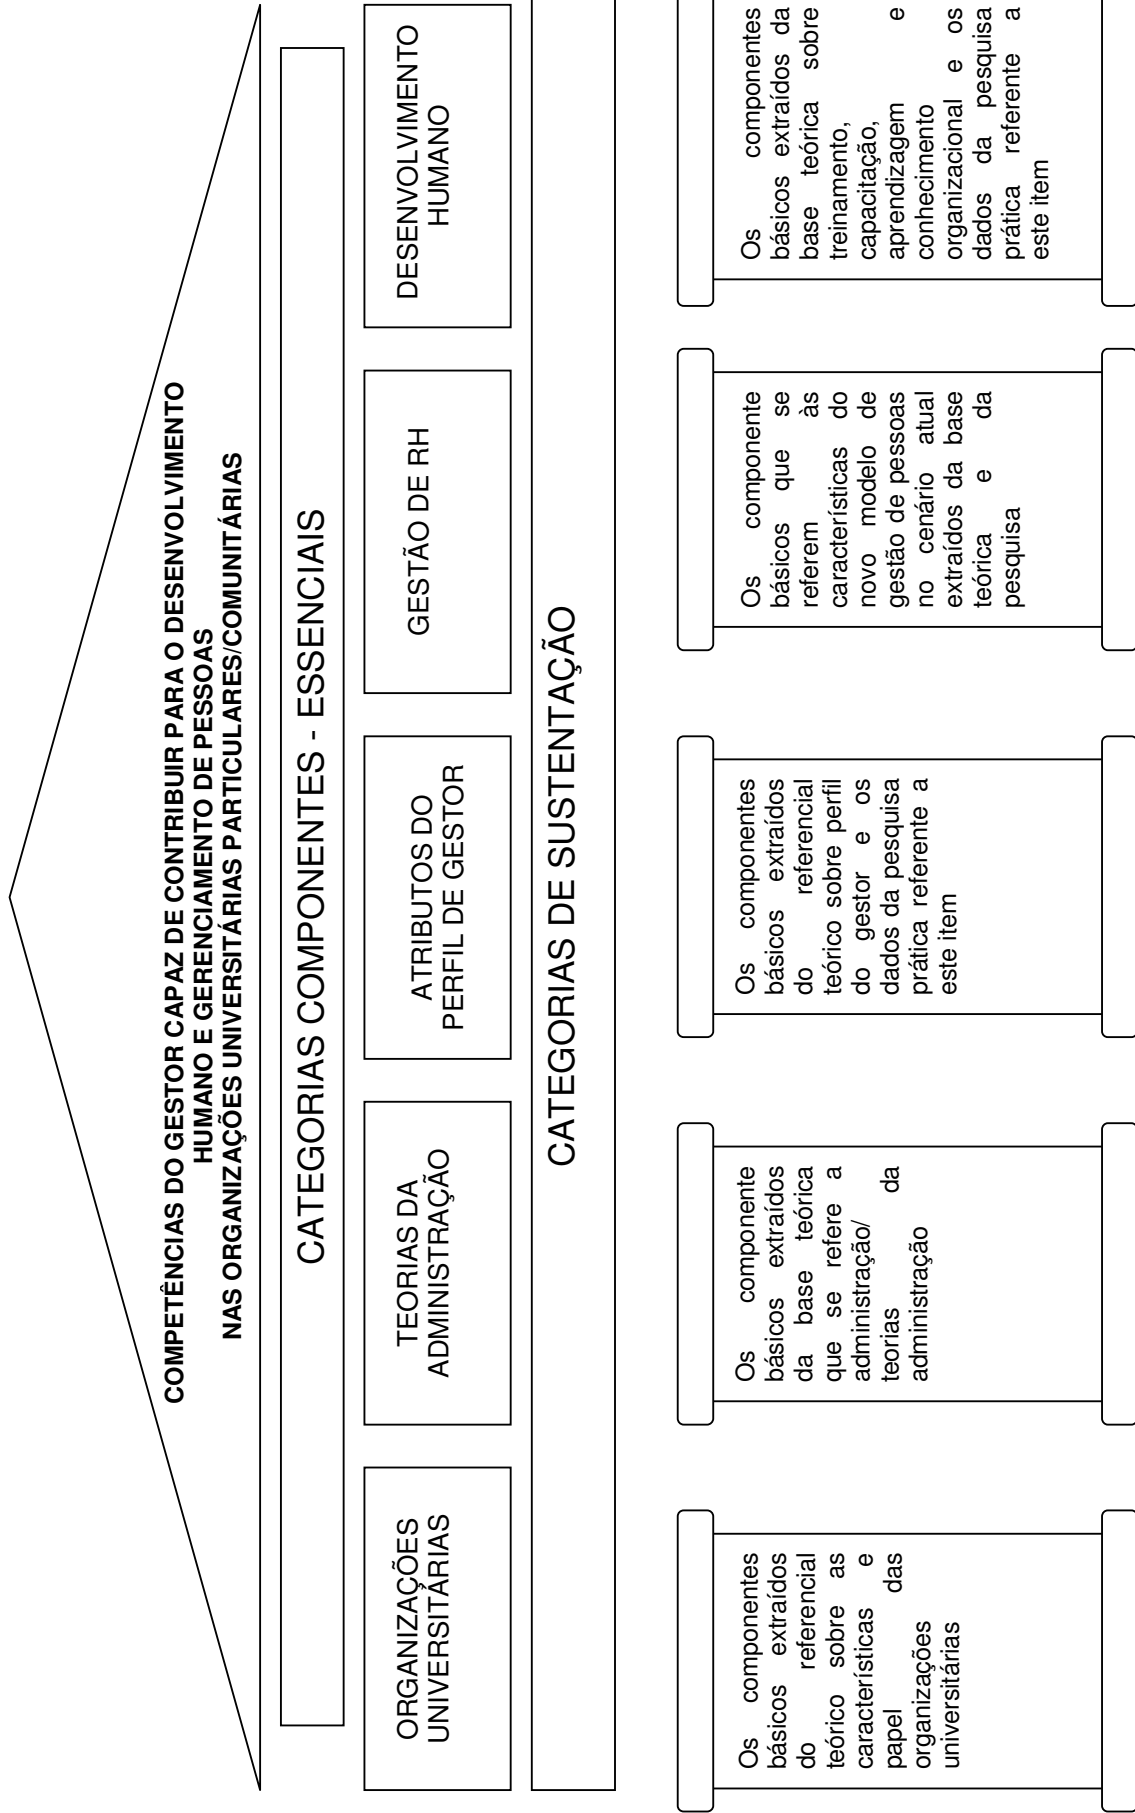 COMPETÊNCIAS DO GESTOR CAPAZ DE CONTRIBUIR PARA O DESENVOLVIMENTO
HUMANO E GERENCIAMENTO DE PESSOAS
NAS ORGANIZAÇÕES UNIVERSITÁRIAS PARTICULARES/COMUNITÁRIAS
CATEGORIAS COMPONENTES - ESSENCIAIS
ORGANIZAÇÕES
UNIVERSITÁRIAS
TEORIAS DA
ADMINISTRAÇÃO
ATRIBUTOS DO
PERFIL DE GESTOR
GESTÃO DE RH
DESENVOLVIMENTO
HUMANO
CATEGORIAS DE SUSTENTAÇÃO
Os componentes
básicos extraídos
do referencial
teórico sobre as
características e
papel das
organizações
universitárias
Os componente
básicos extraídos
da base teórica
que se refere a
administração/
teorias da
administração
Os componentes
básicos extraídos
do referencial
teórico sobre perfil
do gestor e os
dados da pesquisa
prática referente a
este item
Os componente
básicos que se
referem às
características do
novo modelo de
gestão de pessoas
no cenário atual
extraídos da base
teórica e da
pesquisa
Os componentes
básicos extraídos da
base teórica sobre
treinamento,
capacitação,
aprendizagem e
conhecimento
organizacional e os
dados da pesquisa
prática referente a
este item